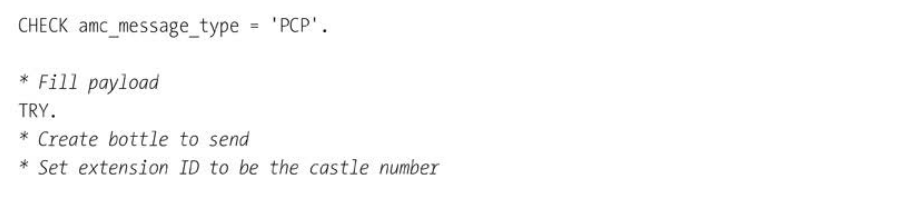 CHECK amc_message_type = 'PCP'.
* Fill payload
TRY.
* Create bottle to send
* Set extension ID to be the castle number